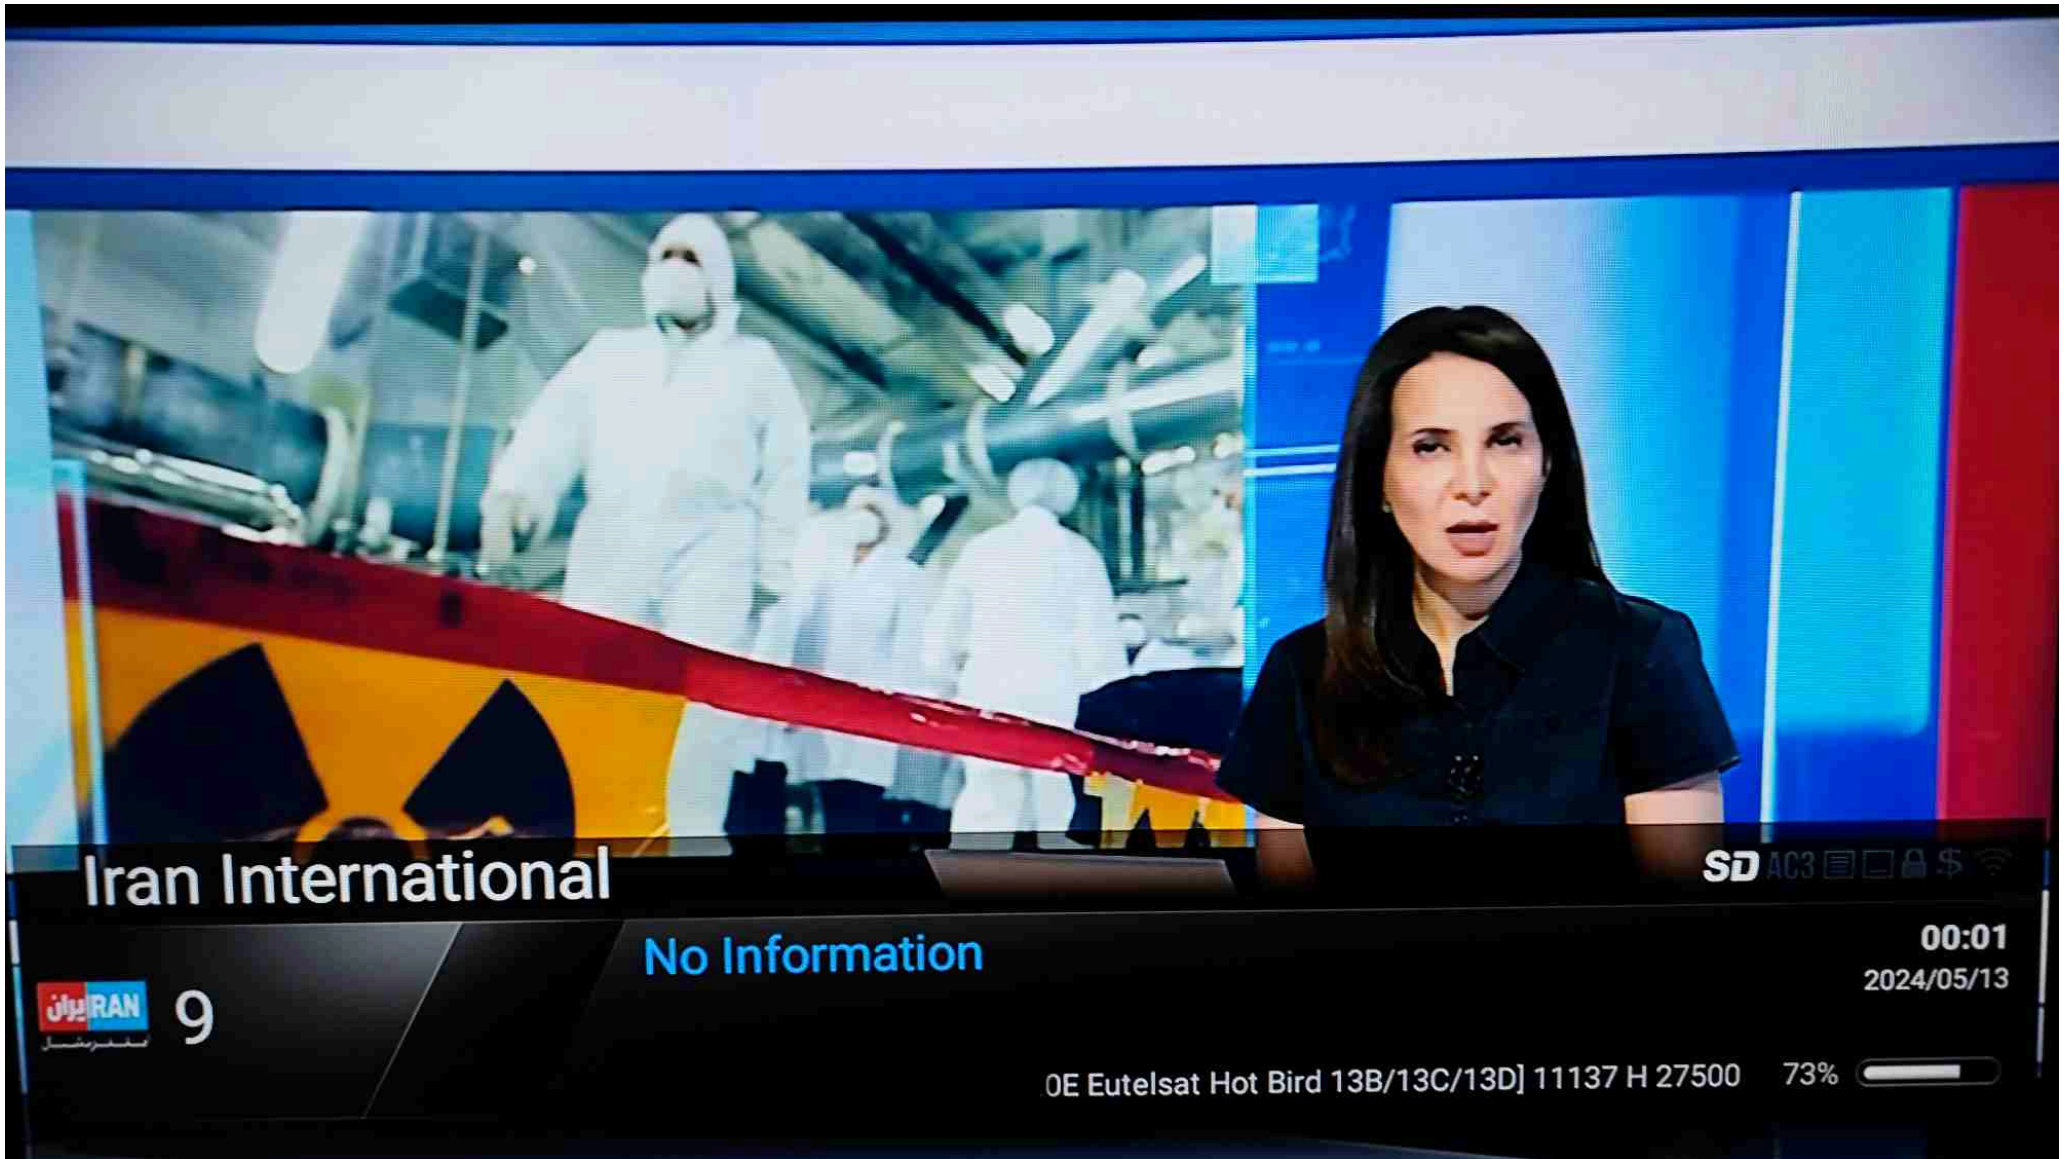 Iran International
SD AC3 $
No Information
00:01
2024/05/13
ایران IRAN
اینترنشنال
9
0E Eutelsat Hot Bird 13B/13C/13D] 11137 H 27500 73%